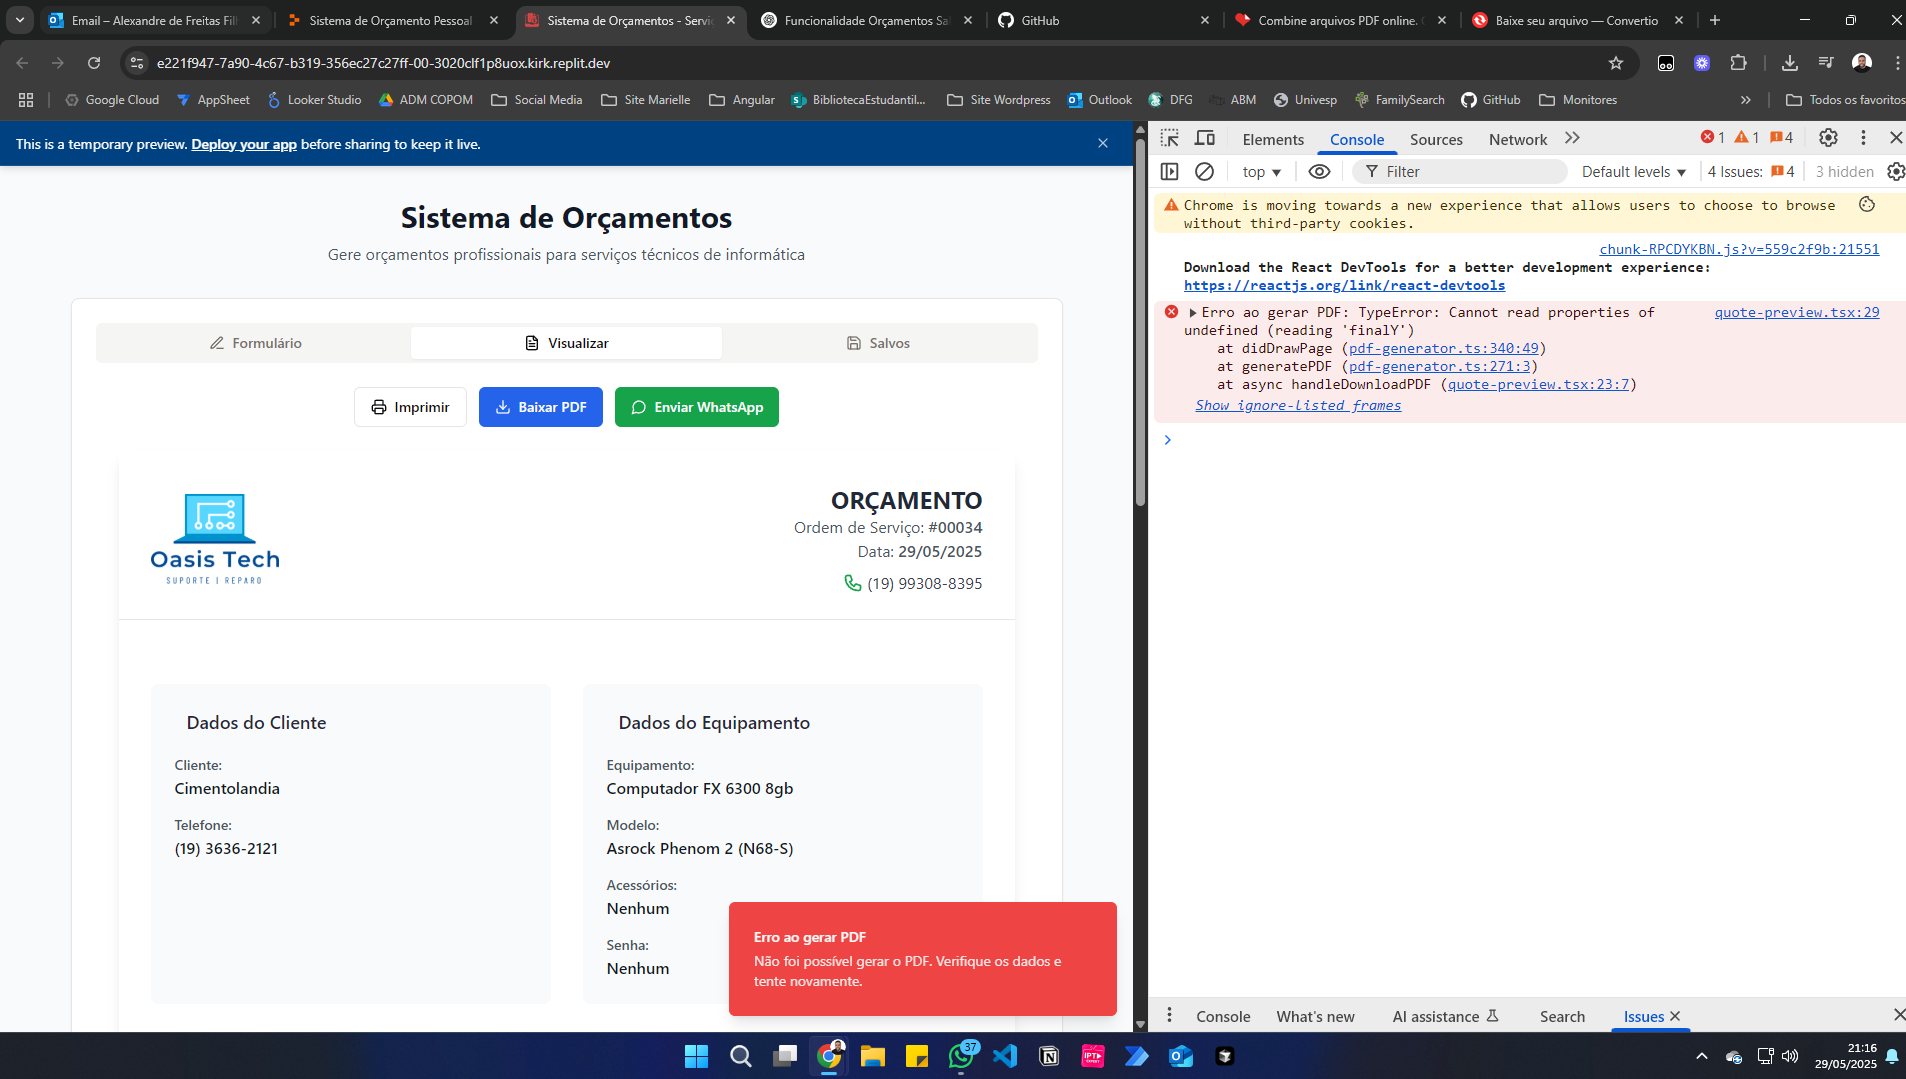 Email – Alexandre de Freitas Fil
Sistema de Orçamento Pessoal
Sistema de Orçamentos - Servi
Funcionalidade Orçamentos Sa
GitHub
Combine arquivos PDF online.
Baixe seu arquivo — Convertio
e221f947-7a90-4c67-b319-356ec27c27ff-00-3020clf1p8uox.kirk.replit.dev
Google Cloud
AppSheet
Looker Studio
ADM COPOM
Social Media
Site Marielle
Angular
BibliotecaEstudantil...
Site Wordpress
Outlook
DFG
ABM
Univesp
FamilySearch
GitHub
Monitores
Todos os favoritos
This is a temporary preview. Deploy your app before sharing to keep it live.
Sistema de Orçamentos
Gere orçamentos profissionais para serviços técnicos de informática
Formulário
Visualizar
Salvos
Imprimir
Baixar PDF
Enviar WhatsApp
Oasis Tech
SUPORTE | REPARO
ORÇAMENTO
Ordem de Serviço: #00034
Data: 29/05/2025
(19) 99308-8395
Dados do Cliente
Cliente:
Cimentolandia
Telefone:
(19) 3636-2121
Dados do Equipamento
Equipamento:
Computador FX 6300 8gb
Modelo:
Asrock Phenom 2 (N68-S)
Acessórios:
Nenhum
Senha:
Nenhum
Erro ao gerar PDF
Não foi possível gerar o PDF. Verifique os dados e
tente novamente.
Elements
Console
Sources
Network
1
1
4
top
Filter
Default levels
4 Issues:
4
3 hidden
Chrome is moving towards a new experience that allows users to choose to browse
without third-party cookies.
chunk-RPCDYKBN.js?v=559c2f9b:21551
Download the React DevTools for a better development experience:
https://reactjs.org/link/react-devtools
Erro ao gerar PDF: TypeError: Cannot read properties of
quote-preview.tsx:29
undefined (reading 'finalY')
at didDrawPage (pdf-generator.ts:340:49)
at generatePDF (pdf-generator.ts:271:3)
at async handleDownloadPDF (quote-preview.tsx:23:7)
Show ignore-listed frames
Console
What's new
AI assistance
Search
Issues
37
IPT
21:16
29/05/2025